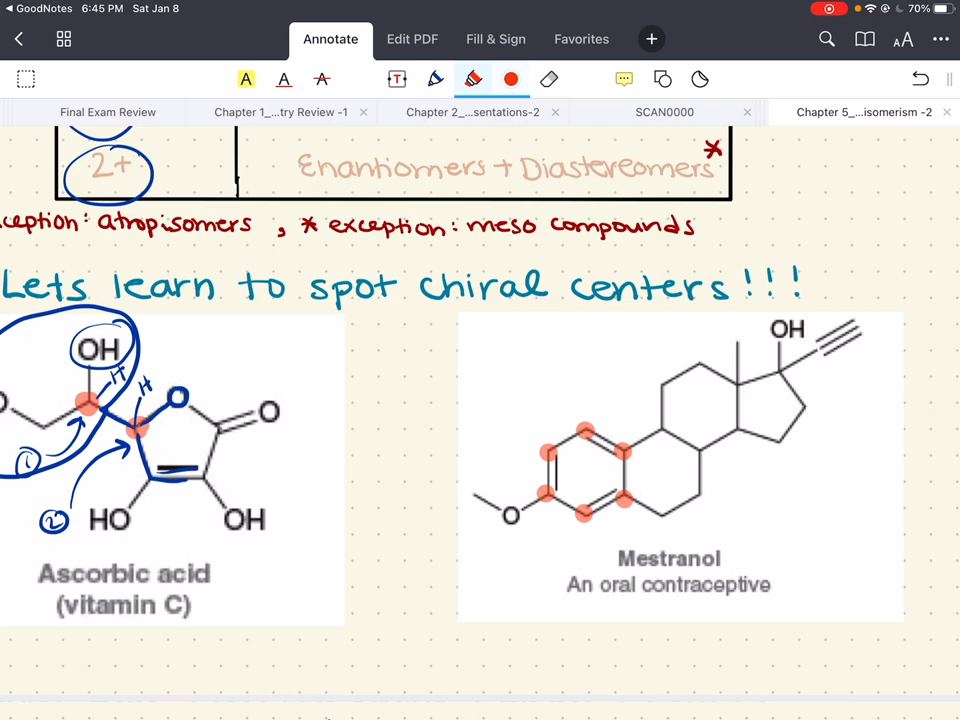 GoodNotes 6:45 PM Sat Jan 8 70%
Annotate Edit PDF Fill & Sign Favorites
A A A T
Final Exam Review Chapter 1_...try Review -1 Chapter 2_...sentations-2 SCAN0000 Chapter 5_...isomerism -2
2+ Enantiomers + Diastereomers *
ception: atropisomers , * exception: meso compounds
Lets learn to spot chiral centers!!!
OH
H
H
O
O
1
2
HO
OH
Ascorbic acid
(vitamin C)
OH
O
Mestranol
An oral contraceptive